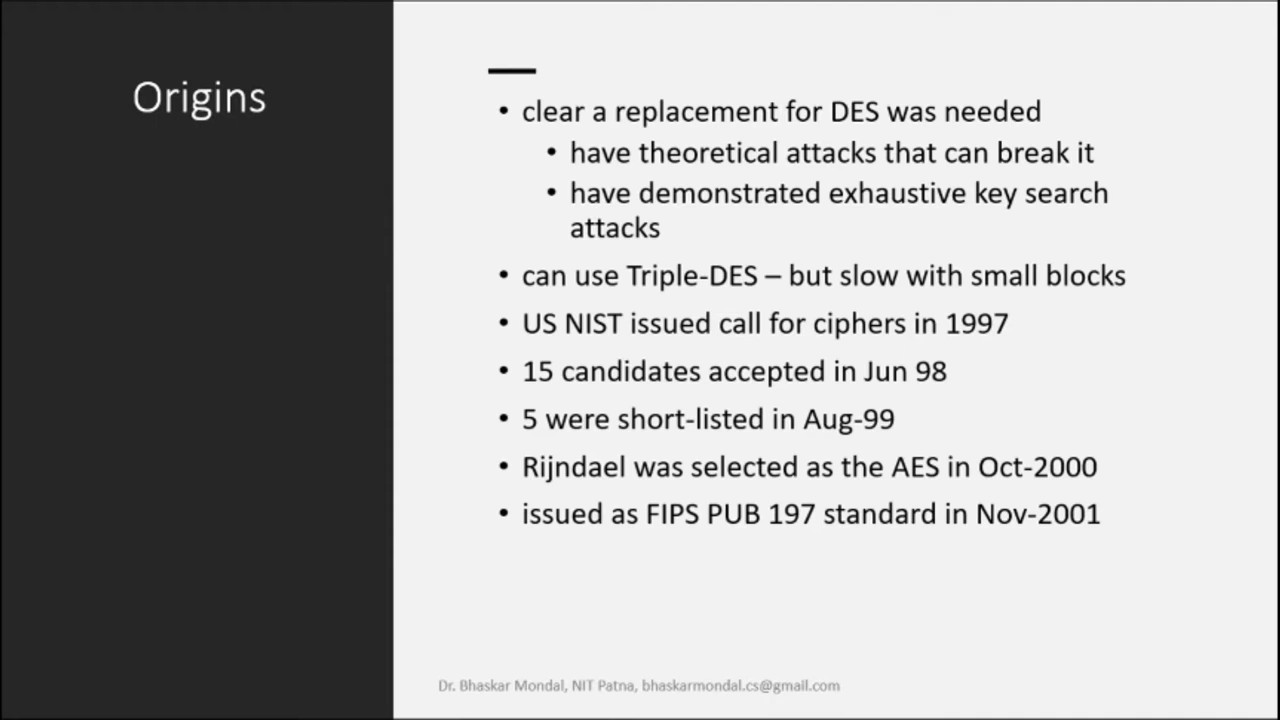 Origins
• clear a replacement for DES was needed
• have theoretical attacks that can break it
• have demonstrated exhaustive key search
attacks
• can use Triple-DES – but slow with small blocks
• US NIST issued call for ciphers in 1997
• 15 candidates accepted in Jun 98
• 5 were short-listed in Aug-99
• Rijndael was selected as the AES in Oct-2000
• issued as FIPS PUB 197 standard in Nov-2001
Dr. Bhaskar Mondal, NIT Patna, bhaskarmondal.cs@gmail.com